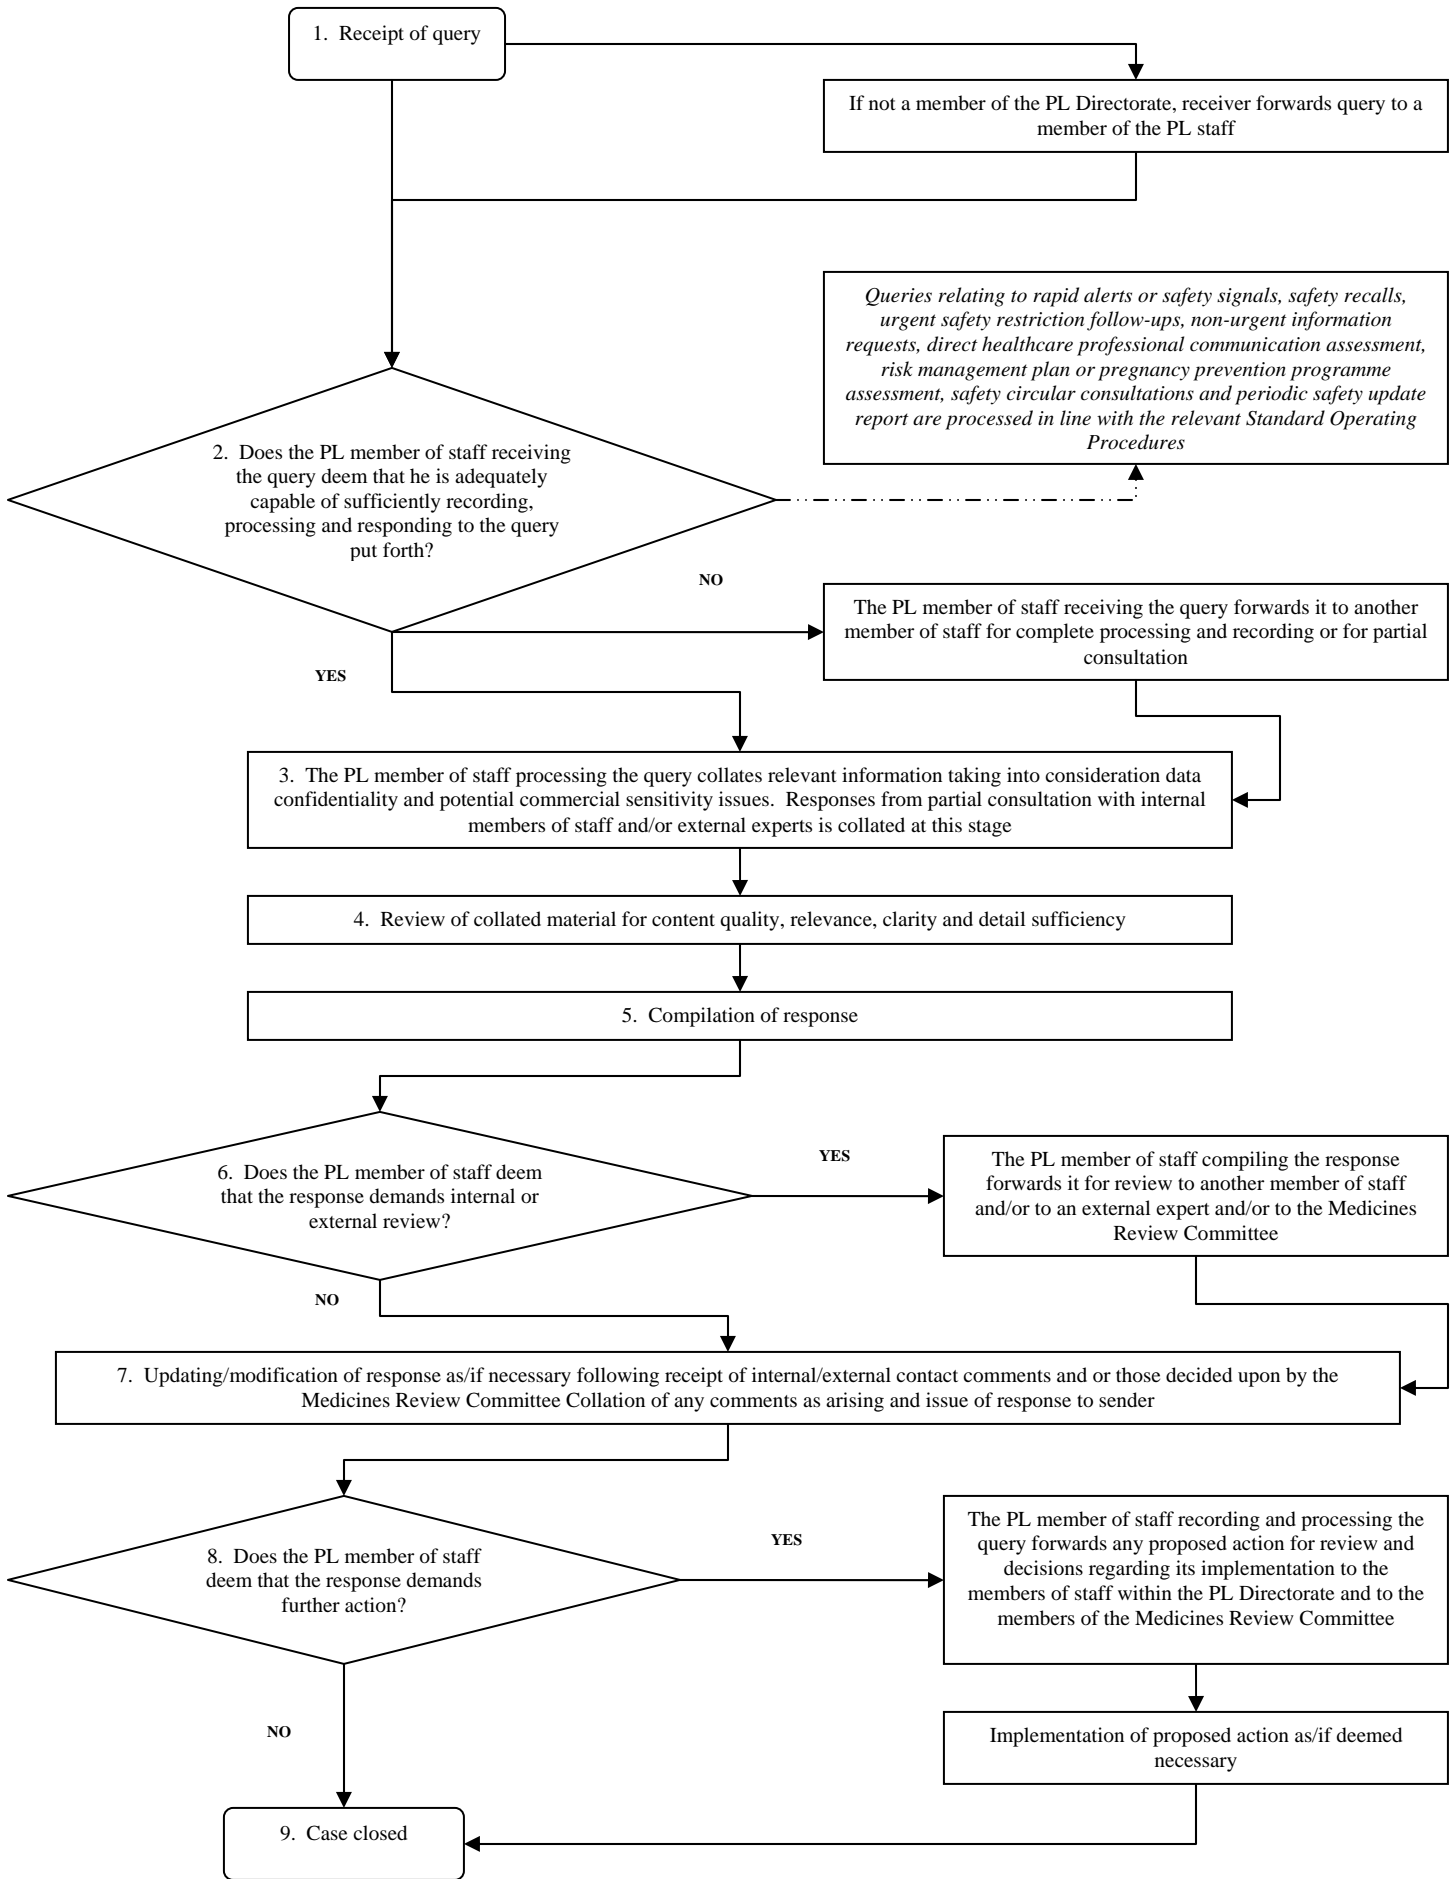 1. Receipt of query
If not a member of the PL Directorate, receiver forwards query to a
member of the PL staff
Queries relating to rapid alerts or safety signals, safety recalls,
urgent safety restriction follow-ups, non-urgent information
requests, direct healthcare professional communication assessment,
risk management plan or pregnancy prevention programme
assessment, safety circular consultations and periodic safety update
report are processed in line with the relevant Standard Operating
Procedures
2. Does the PL member of staff receiving
the query deem that he is adequately
capable of sufficiently recording,
processing and responding to the query
put forth?
NO
The PL member of staff receiving the query forwards it to another
member of staff for complete processing and recording or for partial
consultation
YES
3. The PL member of staff processing the query collates relevant information taking into consideration data
confidentiality and potential commercial sensitivity issues. Responses from partial consultation with internal
members of staff and/or external experts is collated at this stage
4. Review of collated material for content quality, relevance, clarity and detail sufficiency
5. Compilation of response
6. Does the PL member of staff deem
that the response demands internal or
external review?
YES
The PL member of staff compiling the response
forwards it for review to another member of staff
and/or to an external expert and/or to the Medicines
Review Committee
NO
7. Updating/modification of response as/if necessary following receipt of internal/external contact comments and or those decided upon by the
Medicines Review Committee Collation of any comments as arising and issue of response to sender
8. Does the PL member of staff
deem that the response demands
further action?
YES
The PL member of staff recording and processing the
query forwards any proposed action for review and
decisions regarding its implementation to the
members of staff within the PL Directorate and to the
members of the Medicines Review Committee
NO
Implementation of proposed action as/if deemed
necessary
9. Case closed